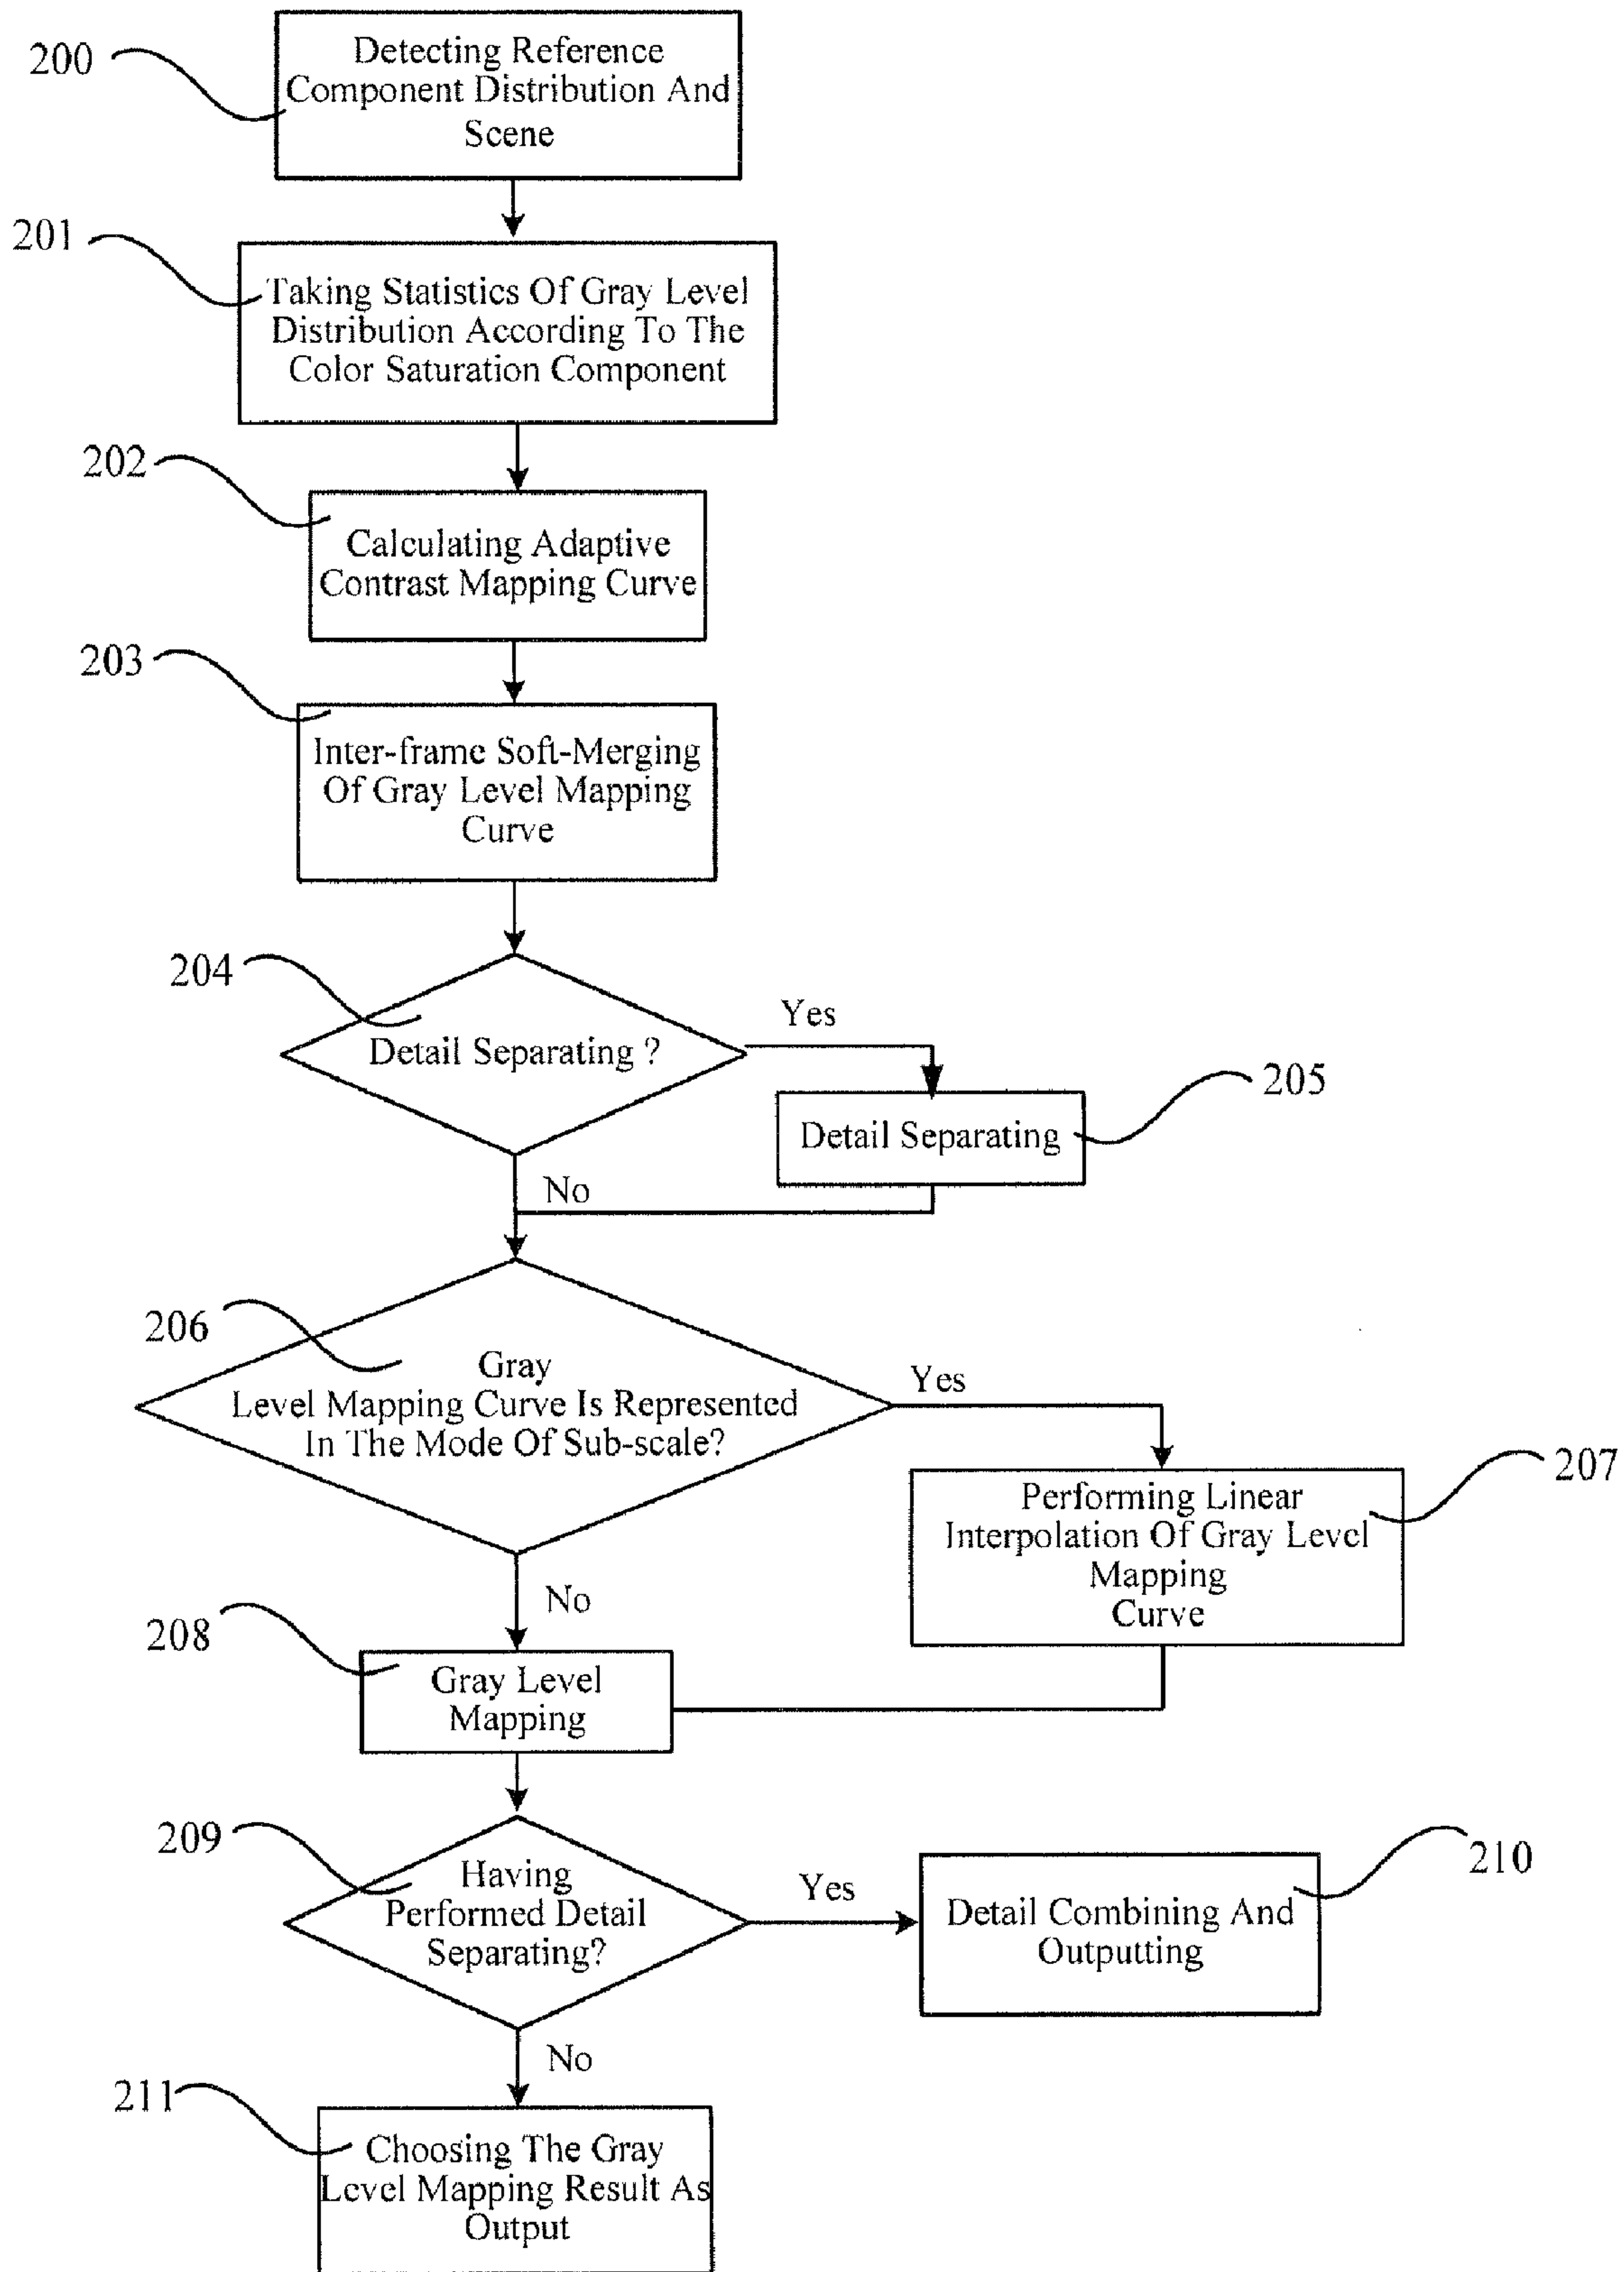 200
Detecting Reference
Component Distribution And
Scene
201
Taking Statistics Of Gray Level
Distribution According To The
Color Saturation Component
202
Calculating Adaptive
Contrast Mapping Curve
203
Inter-frame Soft-Merging
Of Gray Level Mapping
Curve
204
Detail Separating ?
Yes
205
Detail Separating
No
206
Gray
Level Mapping Curve Is Represented
In The Mode Of Sub-scale?
Yes
207
Performing Linear
Interpolation Of Gray Level
Mapping
Curve
No
208
Gray Level
Mapping
209
Having
Performed Detail
Separating?
Yes
210
Detail Combining And
Outputting
No
211
Choosing The Gray
Level Mapping Result As
Output